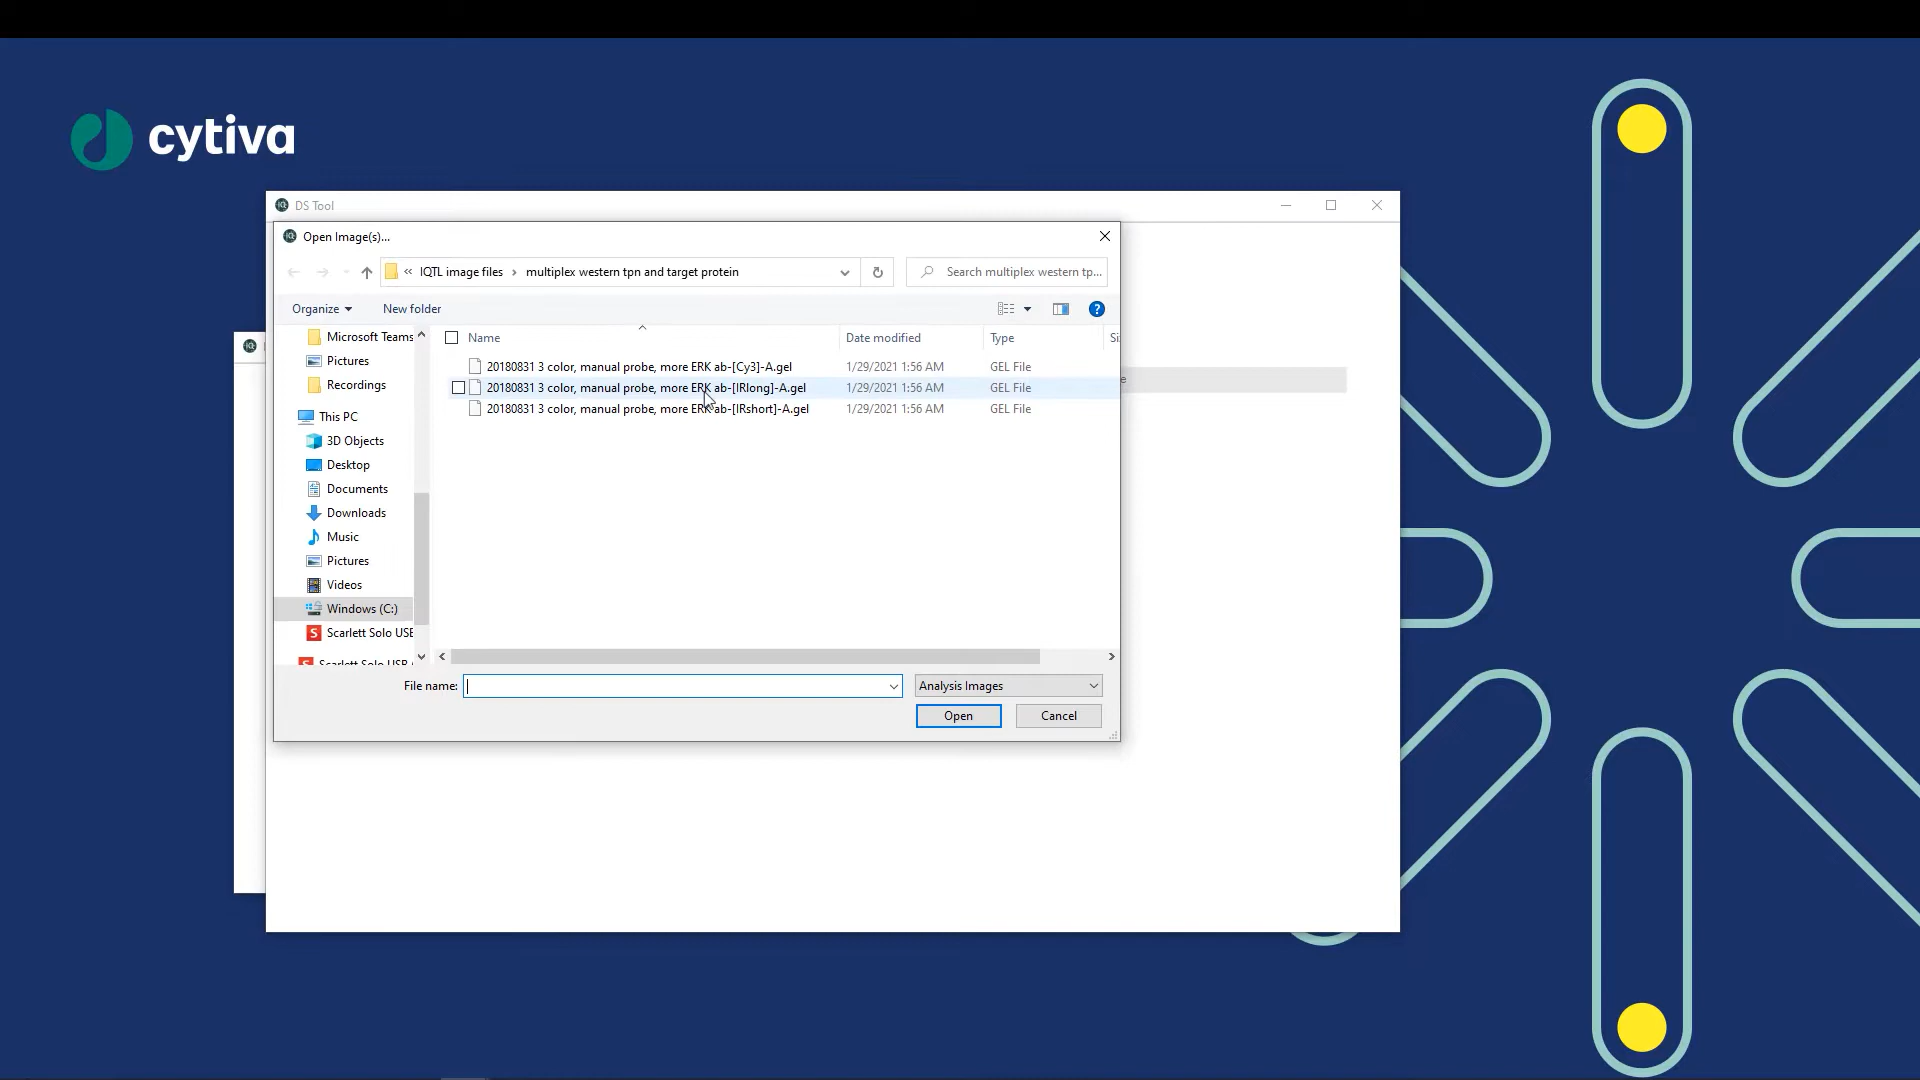 cytiva
DS Tool
Open Image(s)...
« IQTL image files › multiplex western tpn and target protein
Search multiplex western tp...
Organize
New folder
Name
Date modified
Type
Microsoft Teams
Pictures
Recordings
This PC
3D Objects
Desktop
Documents
Downloads
Music
Pictures
Videos
Windows (C:)
Scarlett Solo USB
20180831 3 color, manual probe, more ERK ab-[Cy3]-A.gel 1/29/2021 1:56 AM GEL File
20180831 3 color, manual probe, more ERK ab-[IRlong]-A.gel 1/29/2021 1:56 AM GEL File
20180831 3 color, manual probe, more ERK ab-[IRshort]-A.gel 1/29/2021 1:56 AM GEL File
File name:
Analysis Images
Open
Cancel